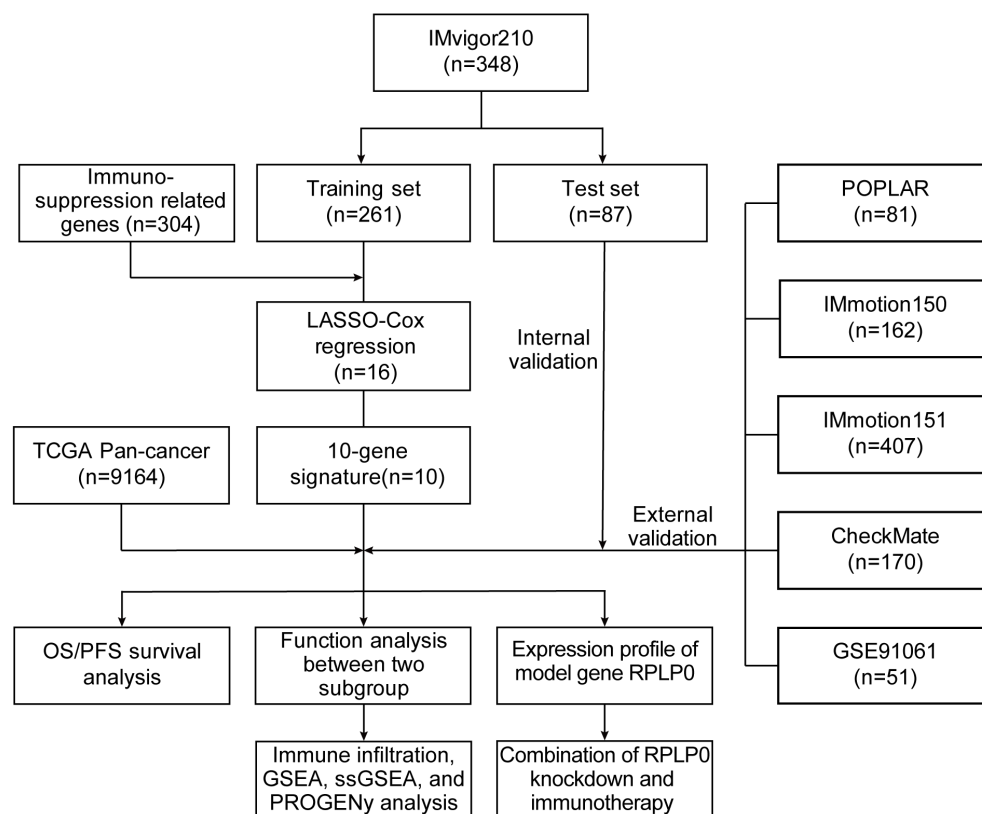 IMvigor210
(n=348)
Immuno-
suppression related
genes (n=304)
Training set
(n=261)
Test set
(n=87)
POPLAR
(n=81)
LASSO-Cox
regression
(n=16)
Internal
validation
IMmotion150
(n=162)
TCGA Pan-cancer
(n=9164)
10-gene
signature(n=10)
IMmotion151
(n=407)
External
validation
CheckMate
(n=170)
OS/PFS survival
analysis
Function analysis
between two
subgroup
Expression profile of
model gene RPLP0
GSE91061
(n=51)
Immune infiltration,
GSEA, ssGSEA, and
PROGENy analysis
Combination of RPLP0
knockdown and
immunotherapy